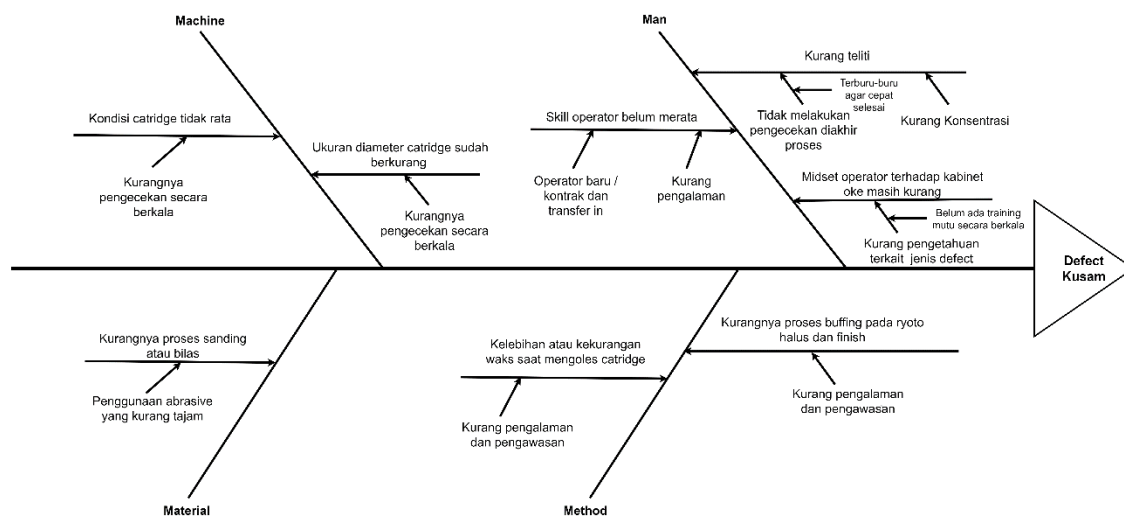 Machine
Man
Kurang teliti
Terburu-buru
agar cepat
selesai
Tidak melakukan
pengecekan diakhir
proses
Kurang Konsentrasi
Kondisi catridge tidak rata
Skill operator belum merata
Ukuran diameter catridge sudah
berkurang
Kurangnya
pengecekan secara
berkala
Kurangnya
pengecekan secara
berkala
Operator baru /
kontrak dan
transfer in
Kurang
pengalaman
Midset operator terhadap kabinet
oke masih kurang
Belum ada training
mutu secara berkala
Kurang pengetahuan
terkait jenis defect
Defect
Kusam
Kurangnya proses sanding
atau bilas
Penggunaan abrasive
yang kurang tajam
Kelebihan atau kekurangan
waks saat mengoles catridge
Kurang pengalaman
dan pengawasan
Kurangnya proses buffing pada ryoto
halus dan finish
Kurang pengalaman
dan pengawasan
Material
Method